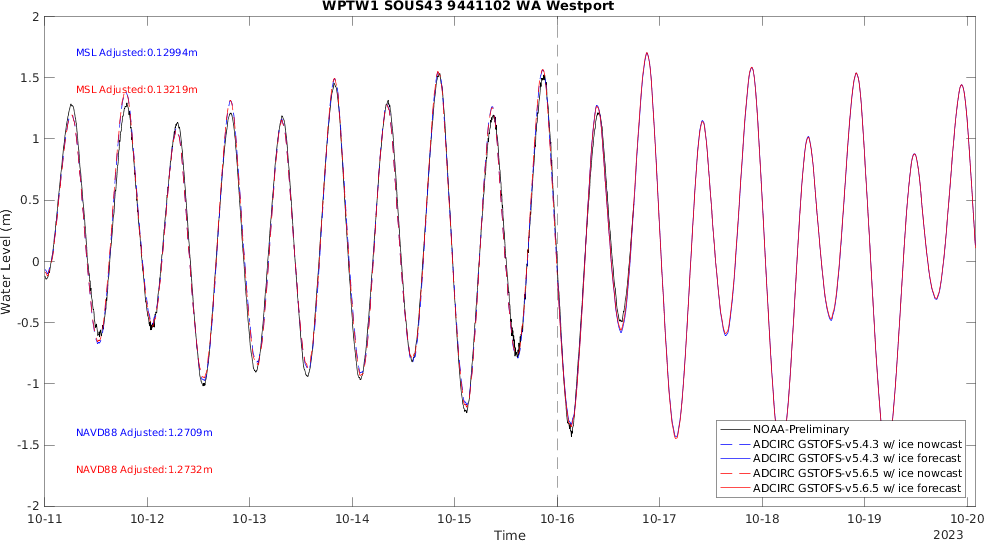 WPTW1 SOUS43 9441102 WA Westport
2
1.5
1
0.5
0
-0.5
-1
-1.5
-2
Water Level (m)
MSL Adjusted:0.12994m
MSL Adjusted:0.13219m
NAVD88 Adjusted:1.2709m
NAVD88 Adjusted:1.2732m
NOAA-Preliminary
ADCIRC GSTOFS-v5.4.3 w/ ice nowcast
ADCIRC GSTOFS-v5.4.3 w/ ice forecast
ADCIRC GSTOFS-v5.6.5 w/ ice nowcast
ADCIRC GSTOFS-v5.6.5 w/ ice forecast
10-11 10-12 10-13 10-14 10-15 10-16 10-17 10-18 10-19 10-20
Time
2023